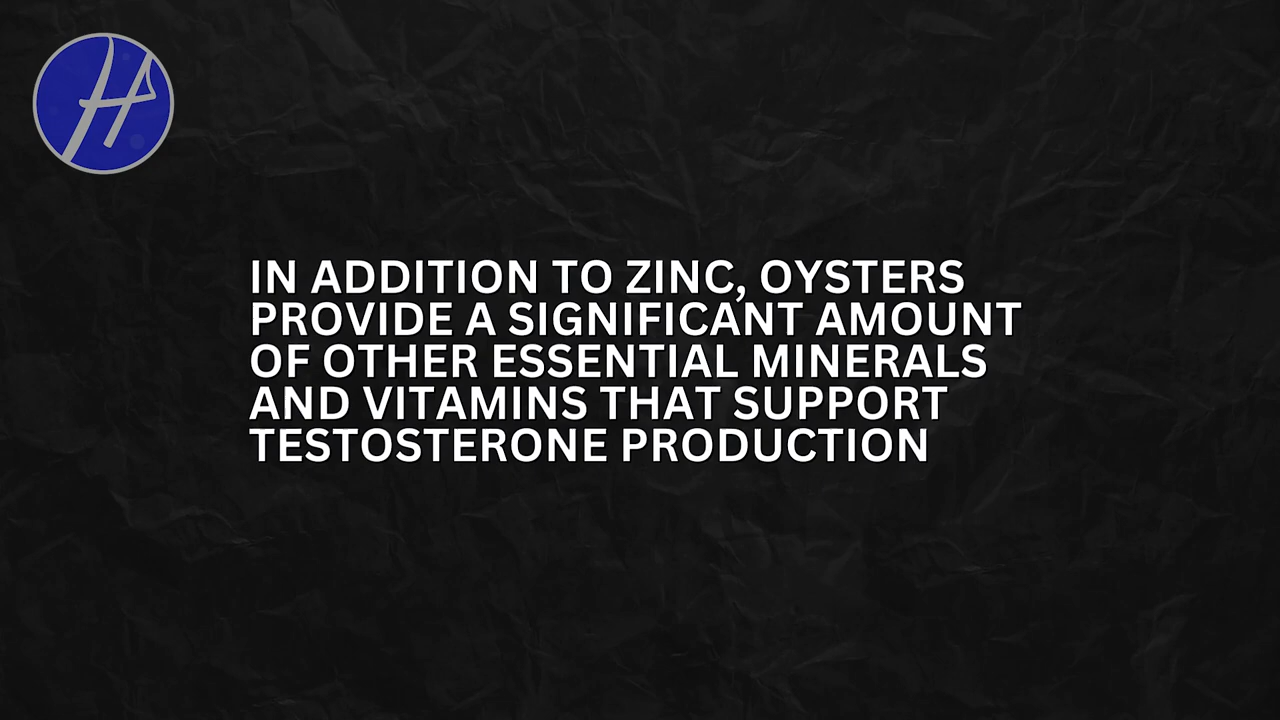 H
IN ADDITION TO ZINC, OYSTERS
PROVIDE A SIGNIFICANT AMOUNT
OF OTHER ESSENTIAL MINERALS
AND VITAMINS THAT SUPPORT
TESTOSTERONE PRODUCTION